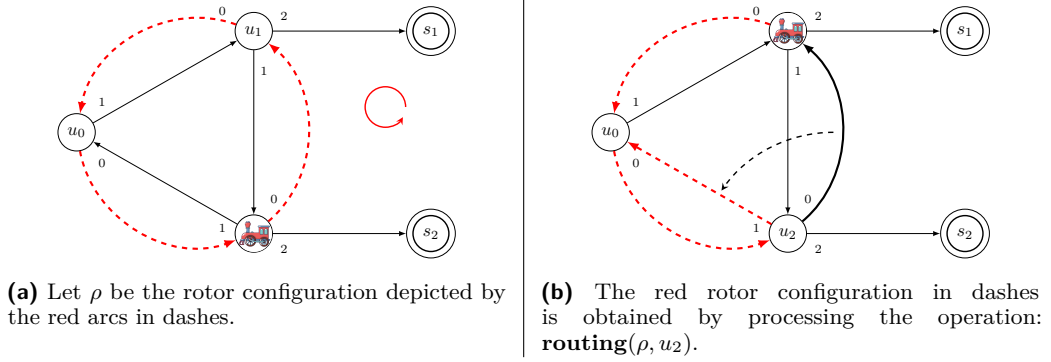 0 2
u₁ s₁
1
1
u₀
0
0
1 2
s₂
(a) Let ρ be the rotor configuration depicted by
the red arcs in dashes.
0 2
u₁ s₁
1
1
u₀
0
0
1 2
u₂ s₂
(b) The red rotor configuration in dashes
is obtained by processing the operation:
routing(ρ, u₂).